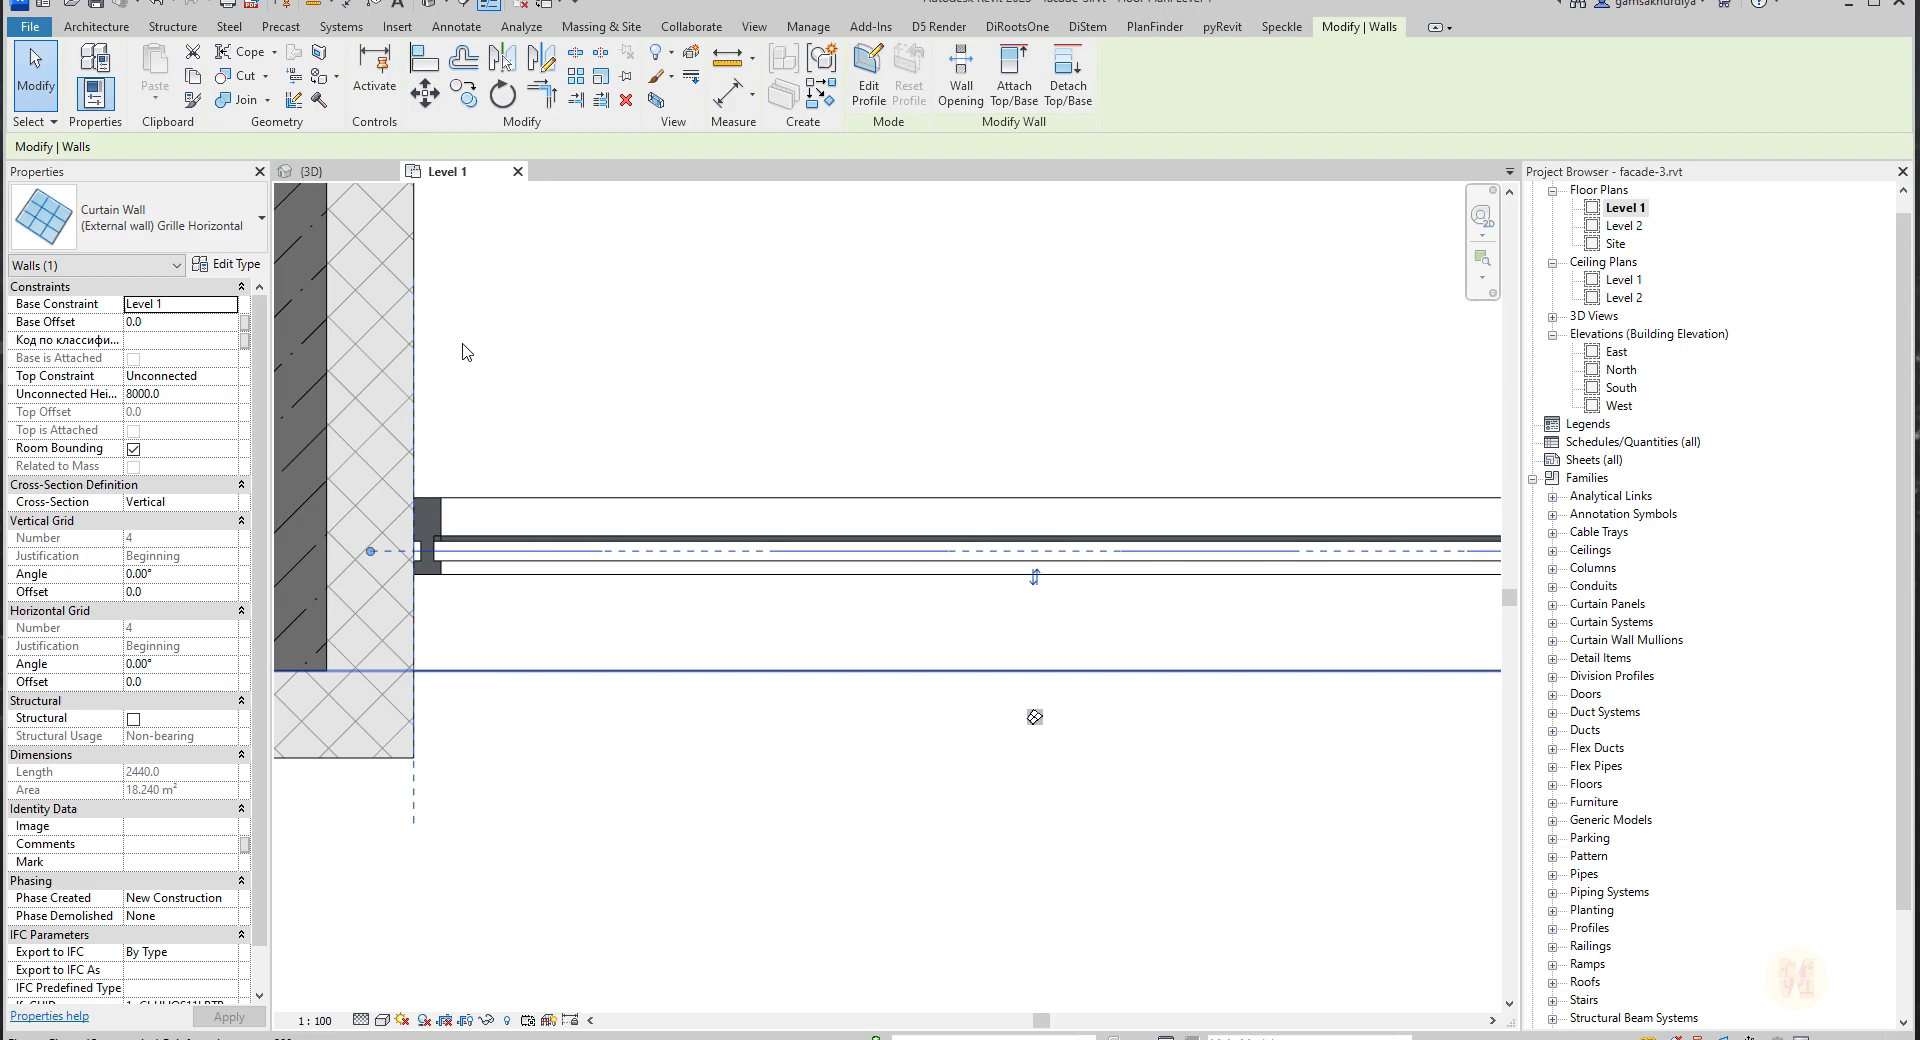 File Architecture Structure Steel Precast Systems Insert Annotate Analyze Massing & Site Collaborate View Manage Add-Ins D5 Render DiRootsOne DiStem PlanFinder pyRevit Speckle Modify | Walls
Modify
Paste
Cope
Cut
Join
Activate
Edit Profile
Reset Profile
Wall Opening
Attach Top/Base
Detach Top/Base
Select Properties Clipboard Geometry Controls Modify View Measure Create Mode Modify Wall
Modify | Walls
Properties
{3D}
Level 1
Project Browser - facade-3.rvt
Curtain Wall
(External wall) Grille Horizontal
Walls (1)
Edit Type
Constraints
Base Constraint Level 1
Base Offset 0.0
Код по классифи...
Base is Attached
Top Constraint Unconnected
Unconnected Hei... 8000.0
Top Offset 0.0
Top is Attached
Room Bounding
Related to Mass
Cross-Section Definition
Cross-Section Vertical
Vertical Grid
Number 4
Justification Beginning
Angle 0.00°
Offset 0.0
Horizontal Grid
Number 4
Justification Beginning
Angle 0.00°
Offset 0.0
Structural
Structural
Structural Usage Non-bearing
Dimensions
Length 2440.0
Area 18.240 m²
Identity Data
Image
Comments
Mark
Phasing
Phase Created New Construction
Phase Demolished None
IFC Parameters
Export to IFC By Type
Export to IFC As
IFC Predefined Type
Properties help
Apply
1 : 100
2D
Floor Plans
Level 1
Level 2
Site
Ceiling Plans
Level 1
Level 2
3D Views
Elevations (Building Elevation)
East
North
South
West
Legends
Schedules/Quantities (all)
Sheets (all)
Families
Analytical Links
Annotation Symbols
Cable Trays
Ceilings
Columns
Conduits
Curtain Panels
Curtain Systems
Curtain Wall Mullions
Detail Items
Division Profiles
Doors
Duct Systems
Ducts
Flex Ducts
Flex Pipes
Floors
Furniture
Generic Models
Parking
Pattern
Pipes
Piping Systems
Planting
Profiles
Railings
Ramps
Roofs
Stairs
Structural Beam Systems